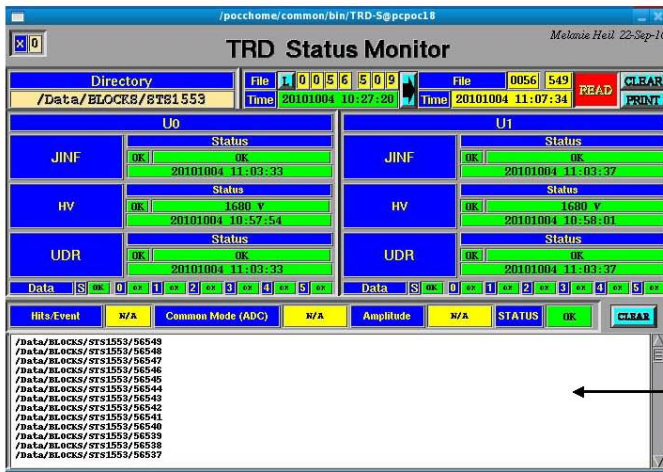 /pocchome/common/bin/TRD-S@pcpoc18
X 0
TRD Status Monitor
Melanie Heil 22-Sep-10
Directory
/Data/BLOCKS/STS1553
File 1 0 0 5 6 5 0 9
Time 20101004 10:27:20
File 0056 549
Time 20101004 11:07:34
READ
CLEAR
PRINT
U0
U1
JINF
Status
OK OK
20101004 11:03:33
JINF
Status
OK OK
20101004 11:03:37
HV
Status
OK 1680 V
20101004 10:57:54
HV
Status
OK 1680 V
20101004 10:58:01
UDR
Status
OK OK
20101004 11:03:33
UDR
Status
OK OK
20101004 11:03:37
Data S OK 0 OK 1 OK 2 OK 3 OK 4 OK 5 OK
Data S OK 0 OK 1 OK 2 OK 3 OK 4 OK 5 OK
Hits/Event N/A Common Mode (ADC) N/A Amplitude N/A STATUS OK CLEAR
/Data/BLOCKS/STS1553/56549
/Data/BLOCKS/STS1553/56548
/Data/BLOCKS/STS1553/56547
/Data/BLOCKS/STS1553/56546
/Data/BLOCKS/STS1553/56545
/Data/BLOCKS/STS1553/56544
/Data/BLOCKS/STS1553/56543
/Data/BLOCKS/STS1553/56542
/Data/BLOCKS/STS1553/56541
/Data/BLOCKS/STS1553/56540
/Data/BLOCKS/STS1553/56539
/Data/BLOCKS/STS1553/56538
/Data/BLOCKS/STS1553/56537